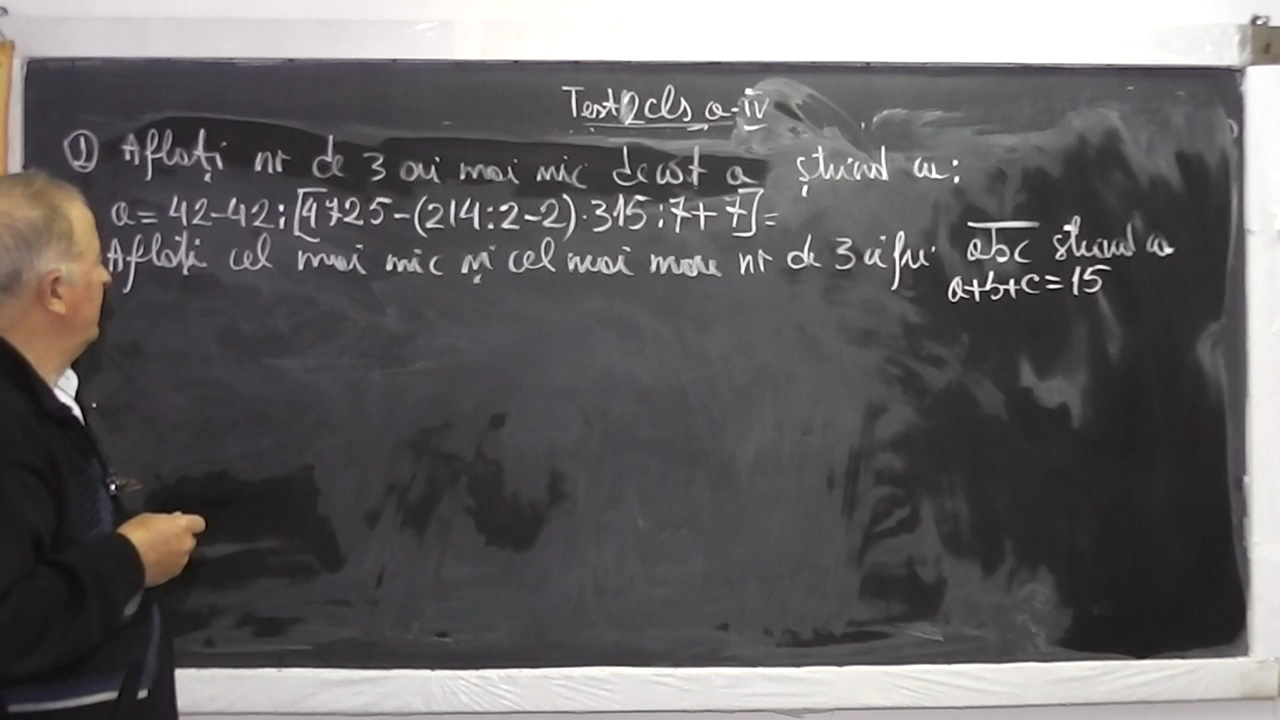 Test 2 cls a-IV
① Aflați nr de 3 ori mai mic decât a știind că:
a = 42-42:[4725-(214:2-2)·315:7+7]=
Aflați cel mai mic și cel mai mare nr de 3 cifre abc știind că
a+b+c=15